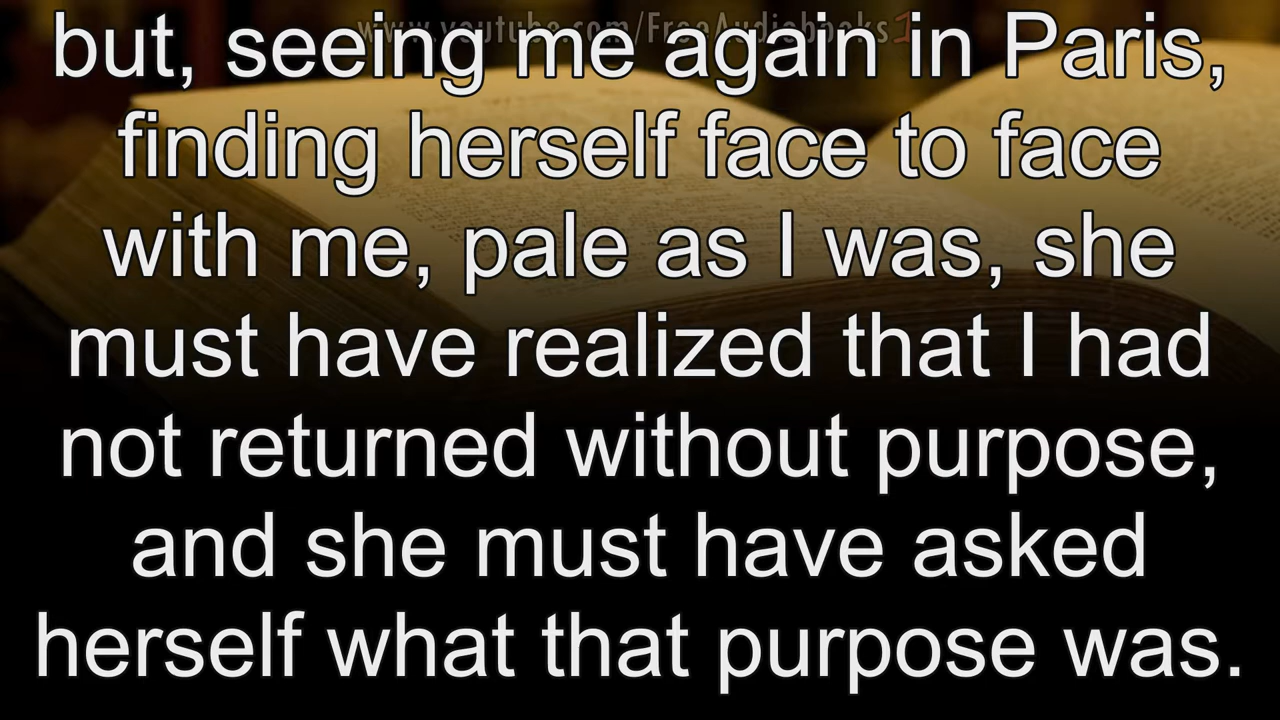 www.youtube.com/FreeAudiobooks1
but, seeing me again in Paris,
finding herself face to face
with me, pale as I was, she
must have realized that I had
not returned without purpose,
and she must have asked
herself what that purpose was.